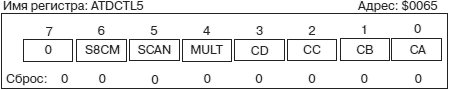 Имя регистра: ATDCTL5 Адрес: $0065
7 6 5 4 3 2 1 0
0 S8CM SCAN MULT CD CC CB CA
Сброс: 0 0 0 0 0 0 0 0